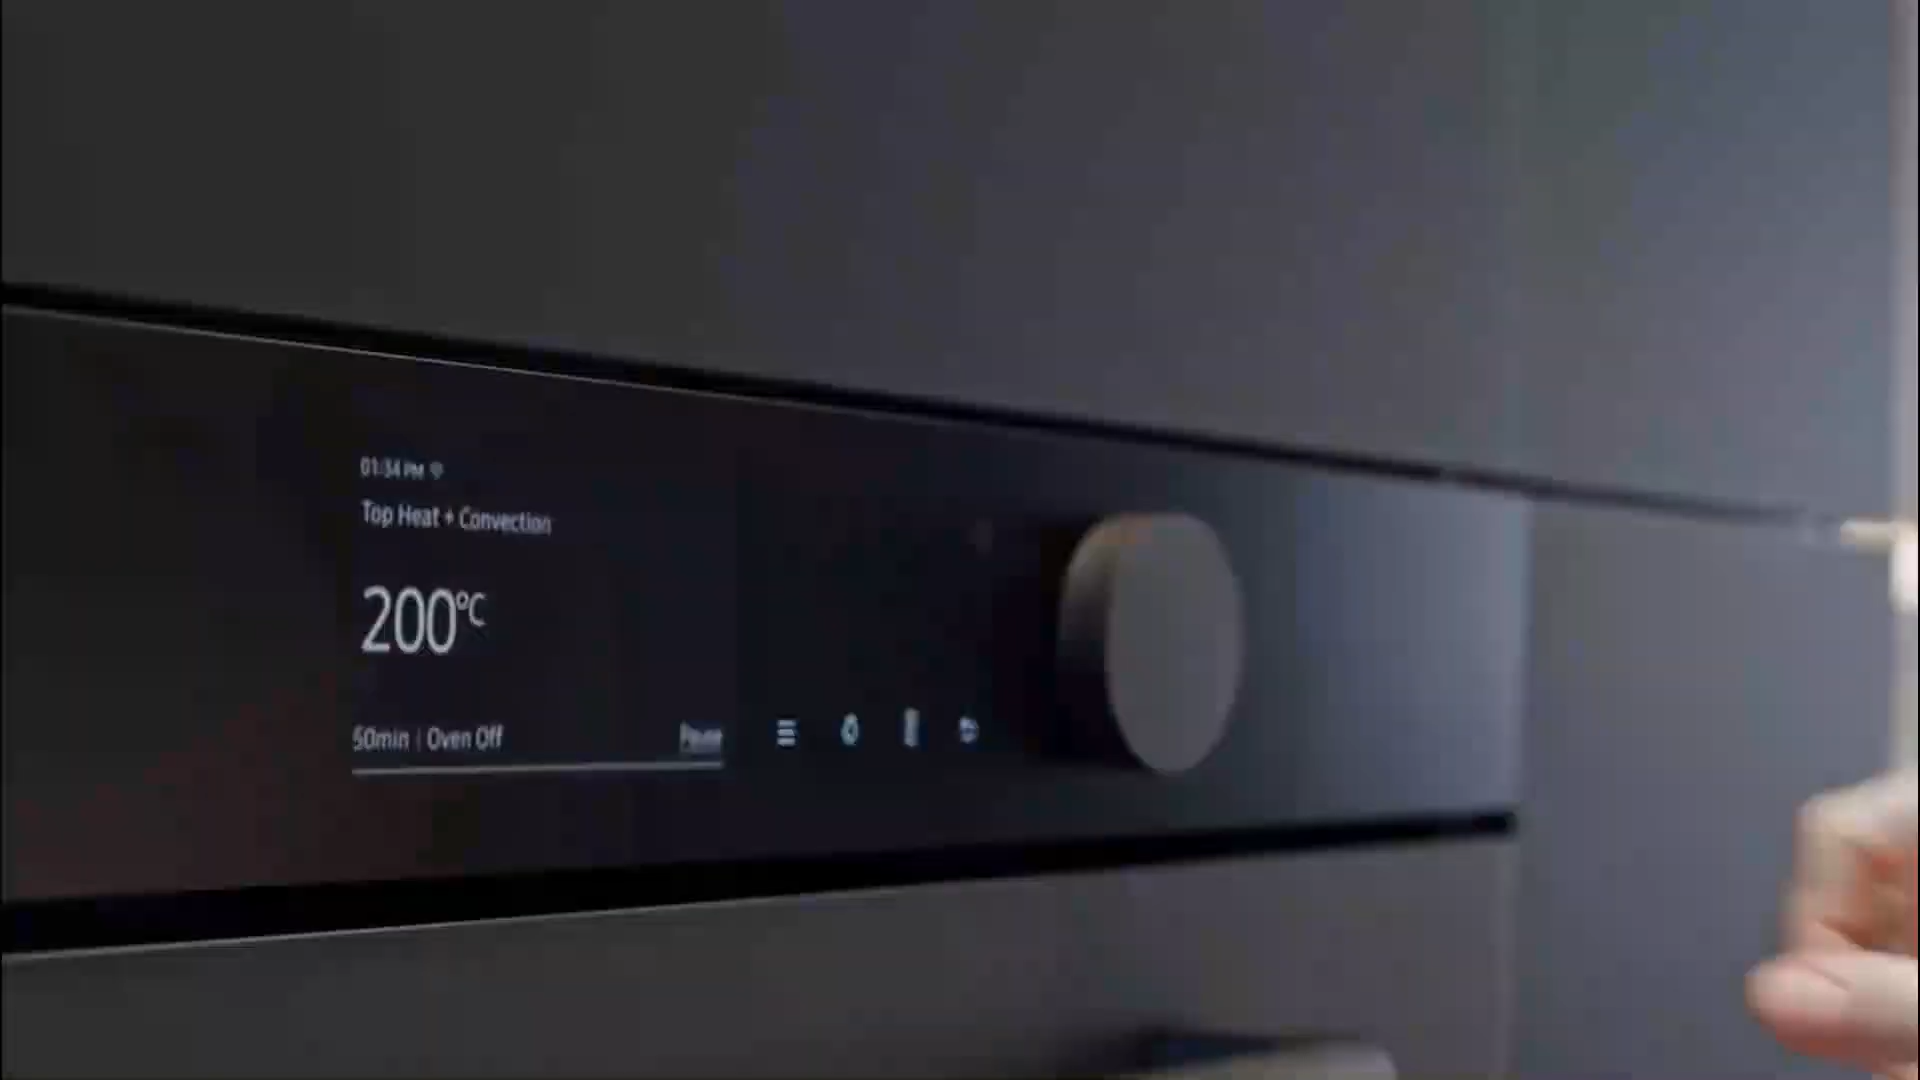 01:34 PM
Top Heat + Convection
200°C
50min | Oven Off
Pause